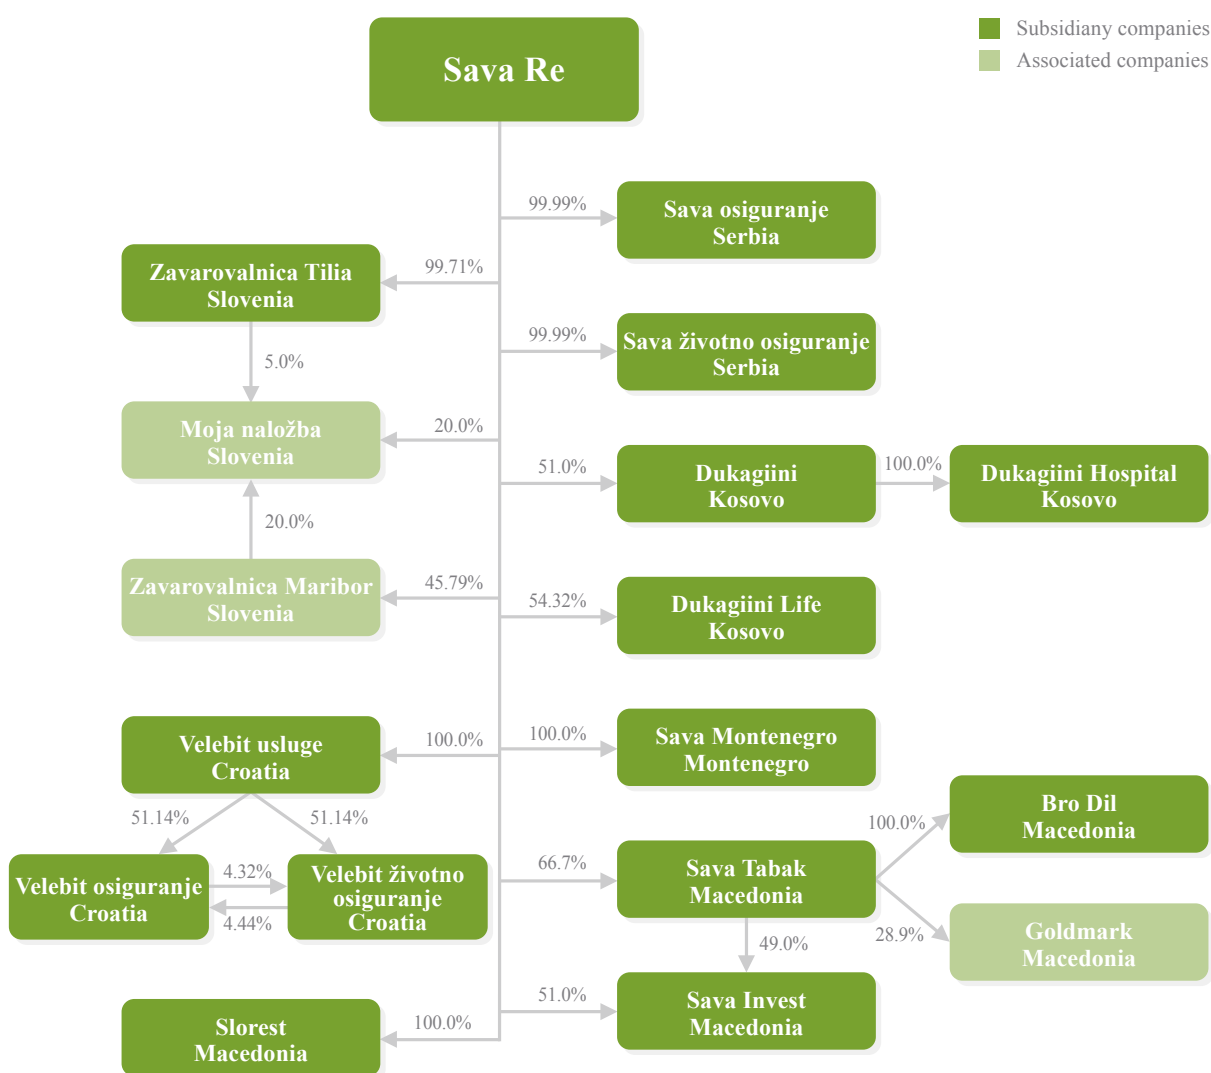 Sava Re
Subsidiany companies
Associated companies
99.99%
Sava osiguranje
Serbia
Zavarovalnica Tilia
Slovenia
99.71%
99.99%
Sava životno osiguranje
Serbia
5.0%
Moja naložba
Slovenia
20.0%
51.0%
Dukagiini
Kosovo
100.0%
Dukagiini Hospital
Kosovo
20.0%
Zavarovalnica Maribor
Slovenia
45.79%
54.32%
Dukagiini Life
Kosovo
Velebit usluge
Croatia
100.0%
100.0%
Sava Montenegro
Montenegro
51.14%
51.14%
Bro Dil
Macedonia
100.0%
Velebit osiguranje
Croatia
4.32%
4.44%
Velebit životno
osiguranje
Croatia
66.7%
Sava Tabak
Macedonia
28.9%
Goldmark
Macedonia
49.0%
51.0%
Sava Invest
Macedonia
Slorest
Macedonia
100.0%